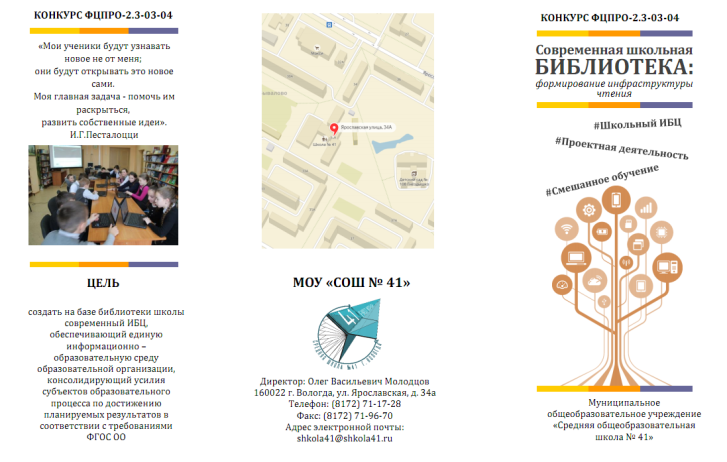 КОНКУРС ФЦПРО-2.3-03-04
«Мои ученики будут узнавать
новое не от меня;
они будут открывать это новое
сами.
Моя главная задача - помочь им
раскрыться,
развить собственные идеи».
И.Г.Песталоцци
ЦЕЛЬ
создать на базе библиотеки школы
современный ИБЦ,
обеспечивающий единую
информационно –
образовательную среду
образовательной организации,
консолидирующий усилия
субъектов образовательного
процесса по достижению
планируемых результатов в
соответствии с требованиями
ФГОС ОО
Ярославская улица, 34А
Школа № 41
МОУ «СОШ № 41»
41
Директор: Олег Васильевич Молодцов
160022 г. Вологда, ул. Ярославская, д. 34а
Телефон: (8172) 71-17-28
Факс: (8172) 71-96-70
Адрес электронной почты:
shkola41@shkola41.ru
КОНКУРС ФЦПРО-2.3-03-04
Современная школьная
БИБЛИОТЕКА:
формирование инфраструктуры
чтения
#Школьный ИБЦ
#Проектная деятельность
#Смешанное обучение
Муниципальное
общеобразовательное учреждение
«Средняя общеобразовательная
школа № 41»